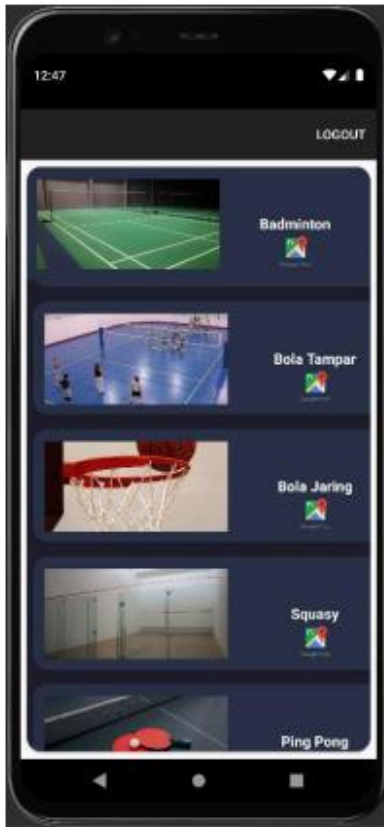 12:47
LOGOUT
Badminton
Bola Tampar
Bola Jaring
Squasy
Ping Pong